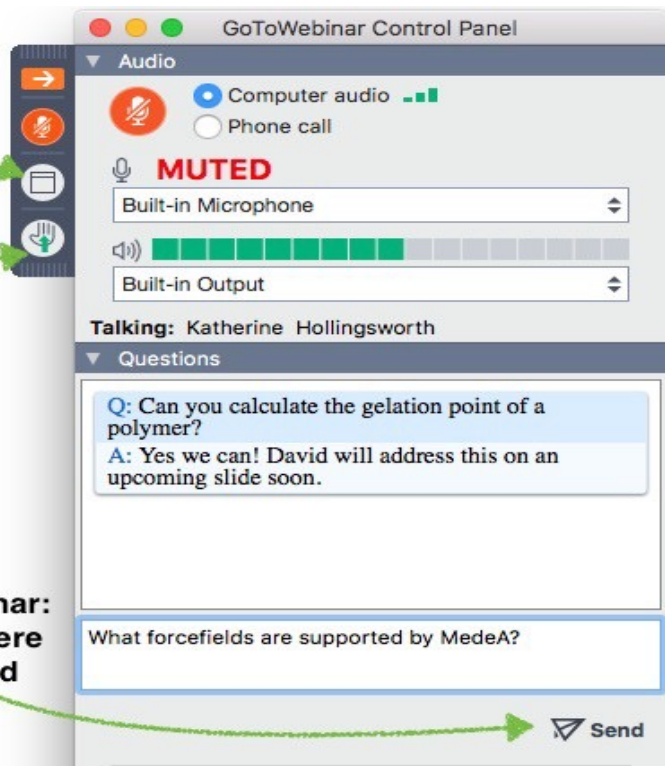 GoToWebinar Control Panel
Audio
Computer audio
Phone call
MUTED
Built-in Microphone
Built-in Output
Talking: Katherine Hollingsworth
Questions
Q: Can you calculate the gelation point of a
polymer?
A: Yes we can! David will address this on an
upcoming slide soon.
What forcefields are supported by MedeA?
Send